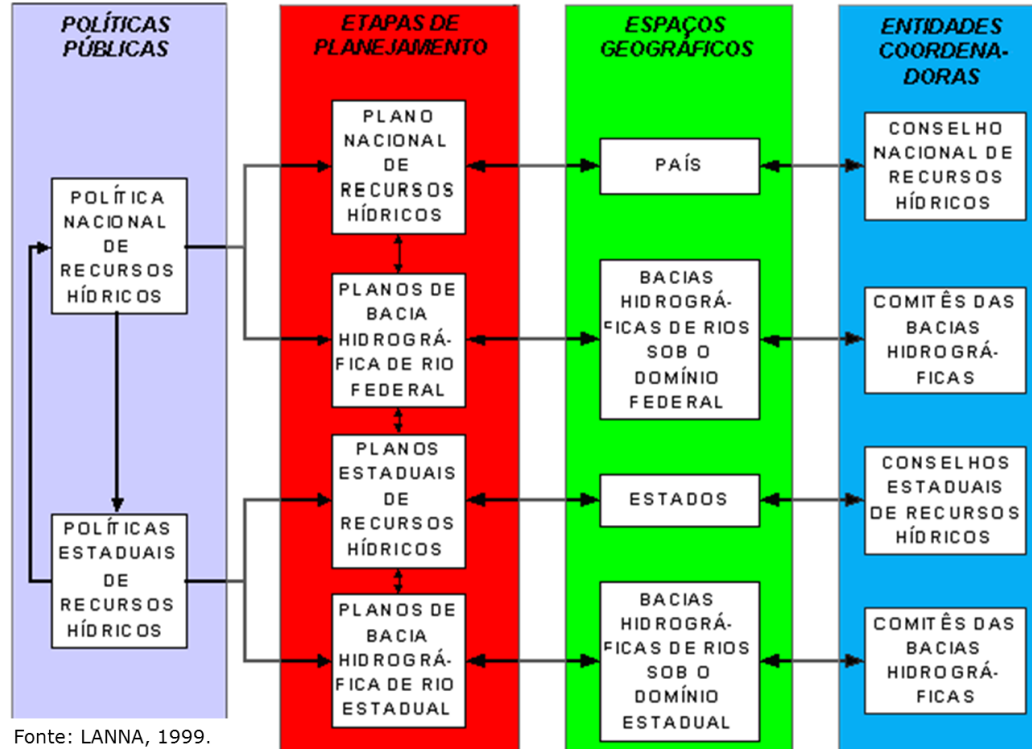 POLÍTICAS
PÚBLICAS
ETAPAS DE
PLANEJAMENTO
ESPAÇOS
GEOGRÁFICOS
ENTIDADES
COORDENA-
DORAS
POLÍTICA
NACIONAL
DE
RECURSOS
HÍDRICOS
POLÍTICAS
ESTADUAIS
DE
RECURSOS
HÍDRICOS
PLANO
NACIONAL
DE
RECURSOS
HÍDRICOS
PLANOS DE
BACIA
HIDROGRÁ-
FICA DE RIO
FEDERAL
PLANOS
ESTADUAIS
DE
RECURSOS
HÍDRICOS
PLANOS DE
BACIA
HIDROGRÁ-
FICA DE RIO
ESTADUAL
PAÍS
BACIAS
HIDROGRÁ-
FICAS DE RIOS
SOB O
DOMÍNIO
FEDERAL
ESTADOS
BACIAS
HIDROGRÁ-
FICAS DE RIOS
SOB O
DOMÍNIO
ESTADUAL
CONSELHO
NACIONAL DE
RECURSOS
HÍDRICOS
COMITÊS DAS
BACIAS
HIDROGRÁ-
FICAS
CONSELHOS
ESTADUAIS
DE RECURSOS
HÍDRICOS
COMITÊS DAS
BACIAS
HIDROGRÁ-
FICAS
Fonte: LANNA, 1999.